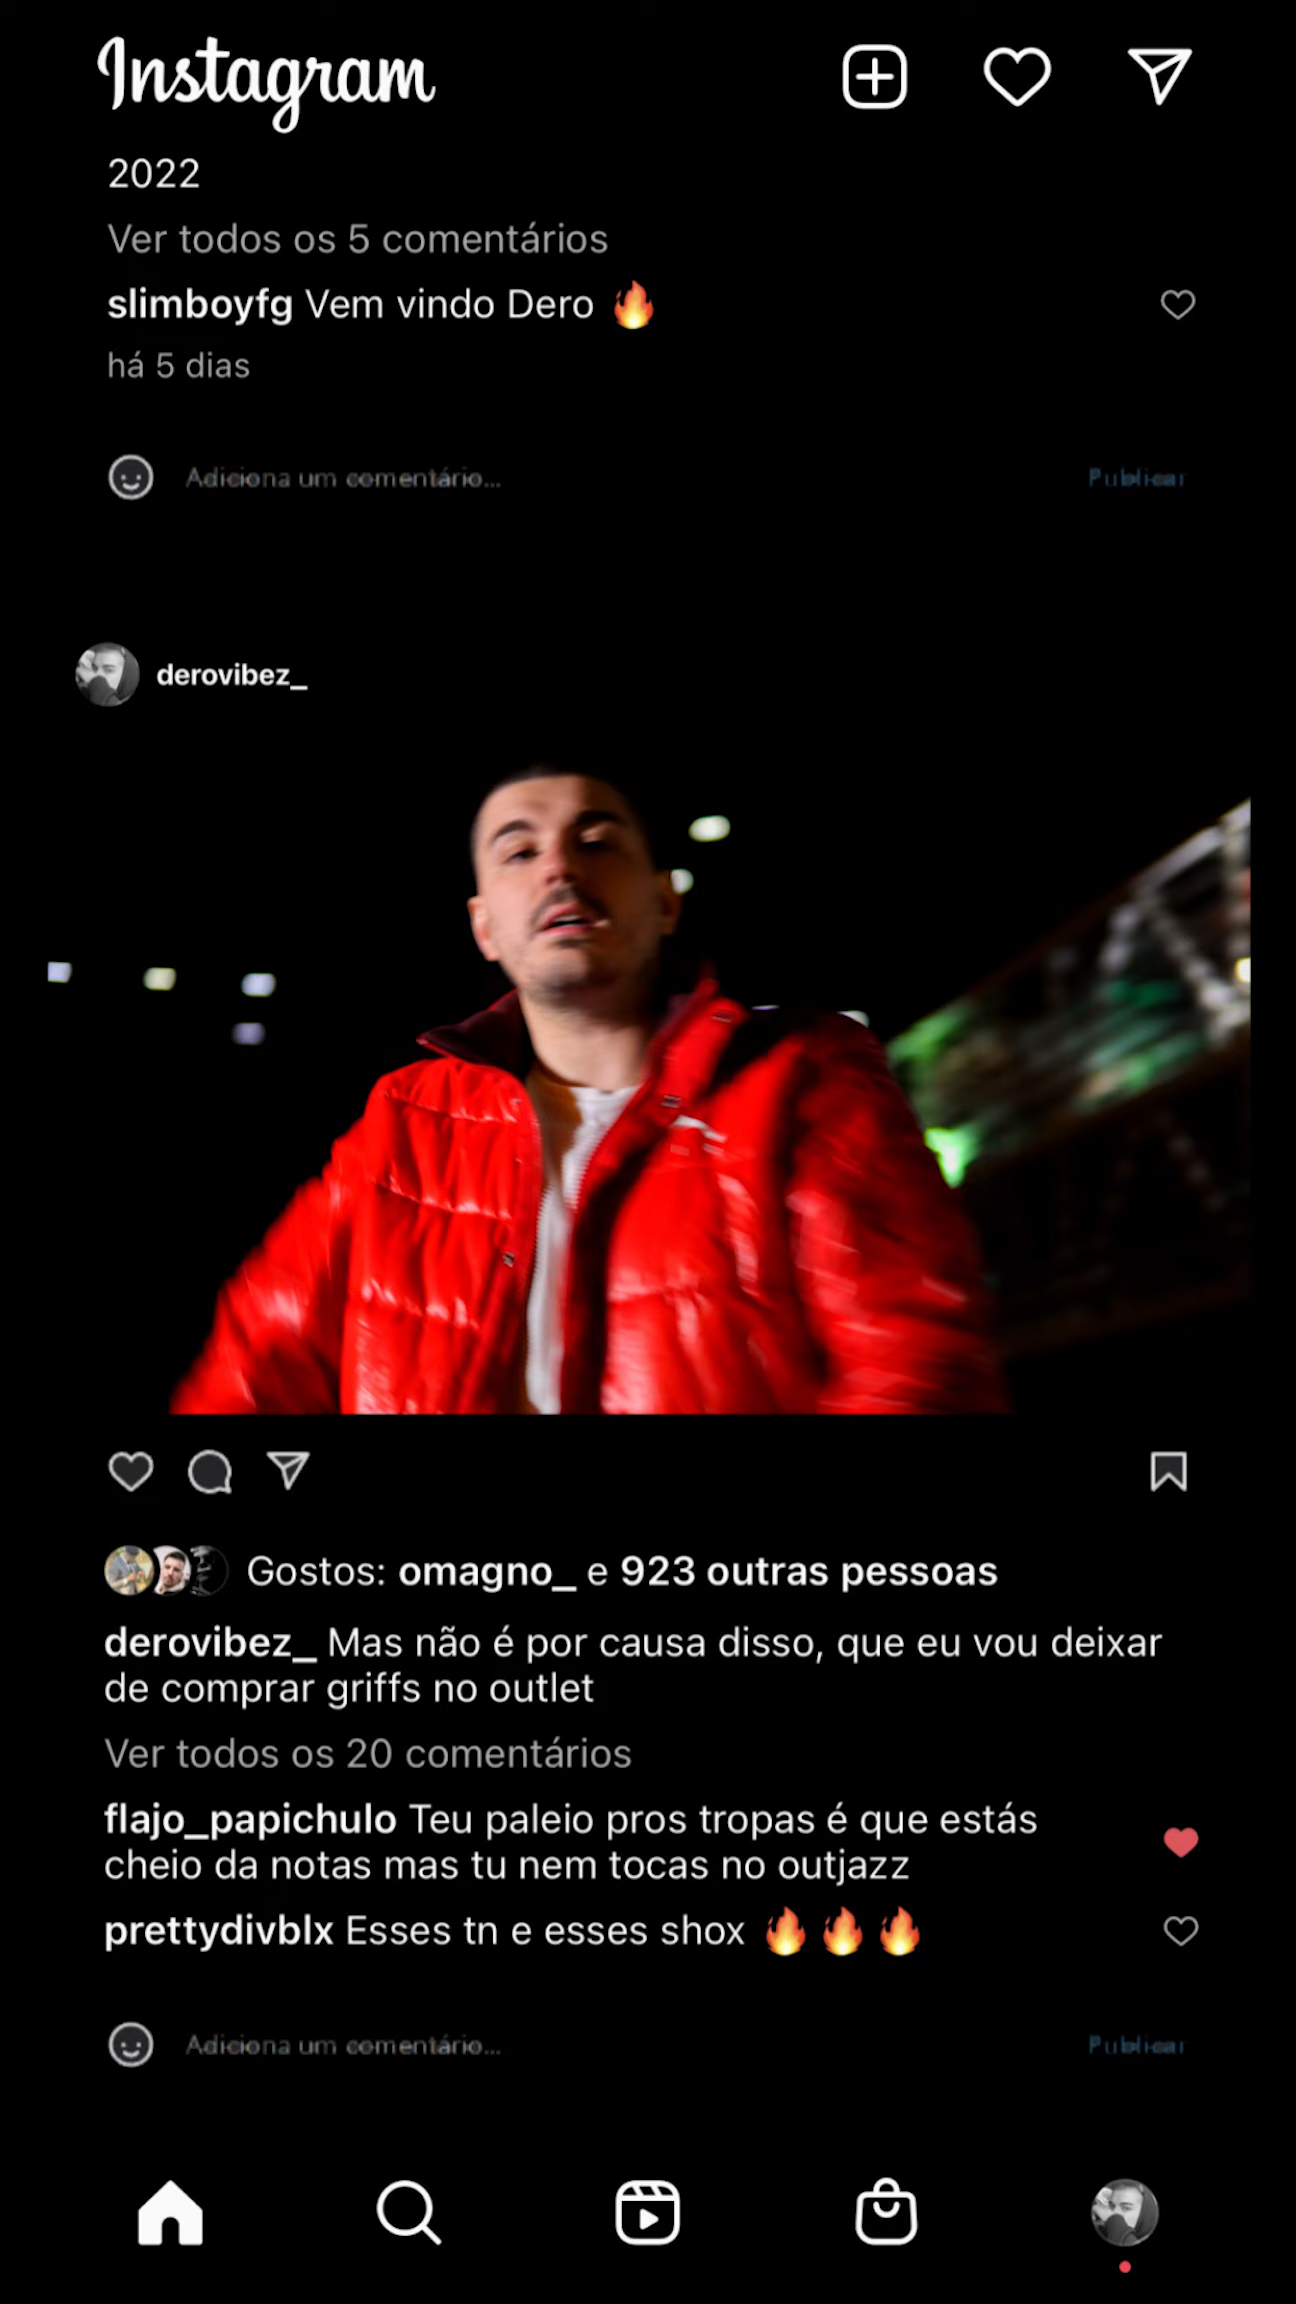 Instagram
2022
Ver todos os 5 comentários
slimboyfg Vem vindo Dero 🔥
há 5 dias
Adiciona um comentário... Publicar
derovibez_
Gostos: omagno_ e 923 outras pessoas
derovibez_ Mas não é por causa disso, que eu vou deixar
de comprar griffs no outlet
Ver todos os 20 comentários
flajo_papichulo Teu paleio pros tropas é que estás
cheio da notas mas tu nem tocas no outjazz
prettydivblx Esses tn e esses shox 🔥🔥🔥
Adiciona um comentário... Publicar